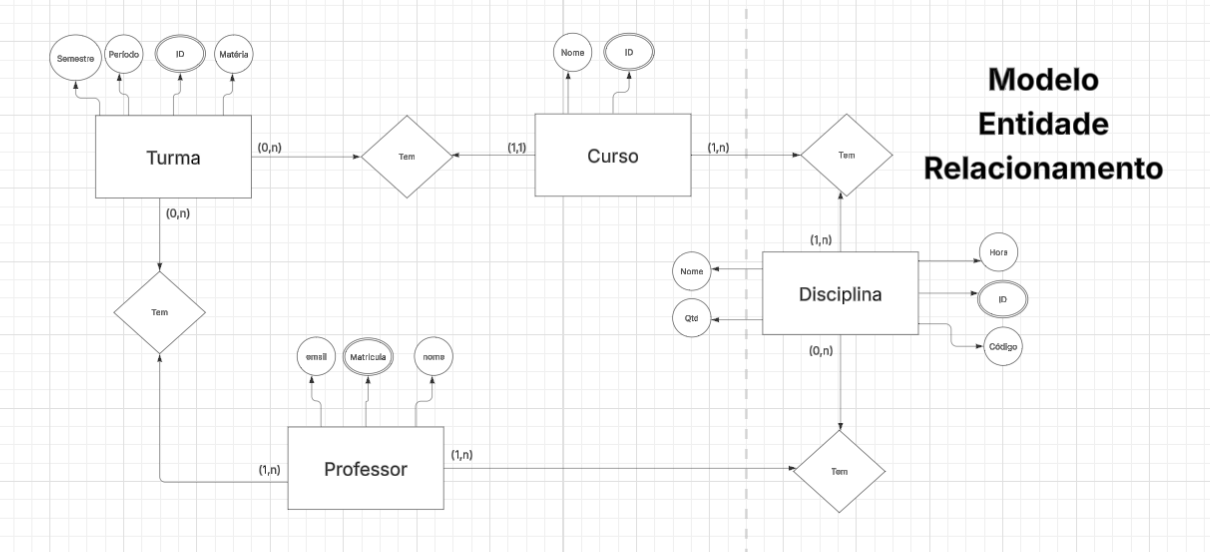 Semestre
Período
ID
Matéria
Nome
ID
Modelo
Entidade
Relacionamento
Turma
(0,n)
Tem
(1,1)
Curso
(1,n)
Tem
(0,n)
(1,n)
Nome
Qtd
Disciplina
Hora
ID
Código
Tem
(0,n)
email
Matricula
nome
Professor
(1,n)
(1,n)
Tem